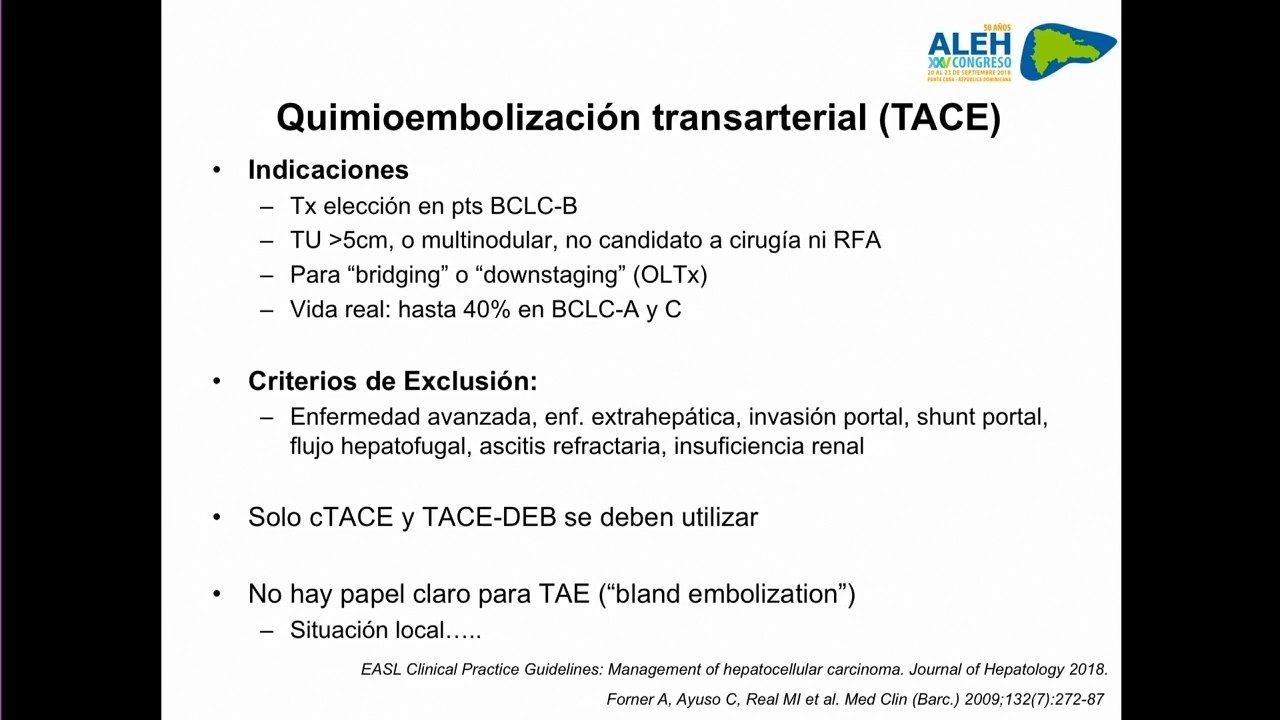 50 AÑOS
ALEH
XXV CONGRESO
20 AL 23 DE SEPTIEMBRE 2018
PUNTA CANA - REPÚBLICA DOMINICANA
Quimioembolización transarterial (TACE)
• Indicaciones
– Tx elección en pts BCLC-B
– TU >5cm, o multinodular, no candidato a cirugía ni RFA
– Para “bridging” o “downstaging” (OLTx)
– Vida real: hasta 40% en BCLC-A y C
• Criterios de Exclusión:
– Enfermedad avanzada, enf. extrahepática, invasión portal, shunt portal,
flujo hepatofugal, ascitis refractaria, insuficiencia renal
• Solo cTACE y TACE-DEB se deben utilizar
• No hay papel claro para TAE (“bland embolization”)
– Situación local…..
EASL Clinical Practice Guidelines: Management of hepatocellular carcinoma. Journal of Hepatology 2018.
Forner A, Ayuso C, Real MI et al. Med Clin (Barc.) 2009;132(7):272-87